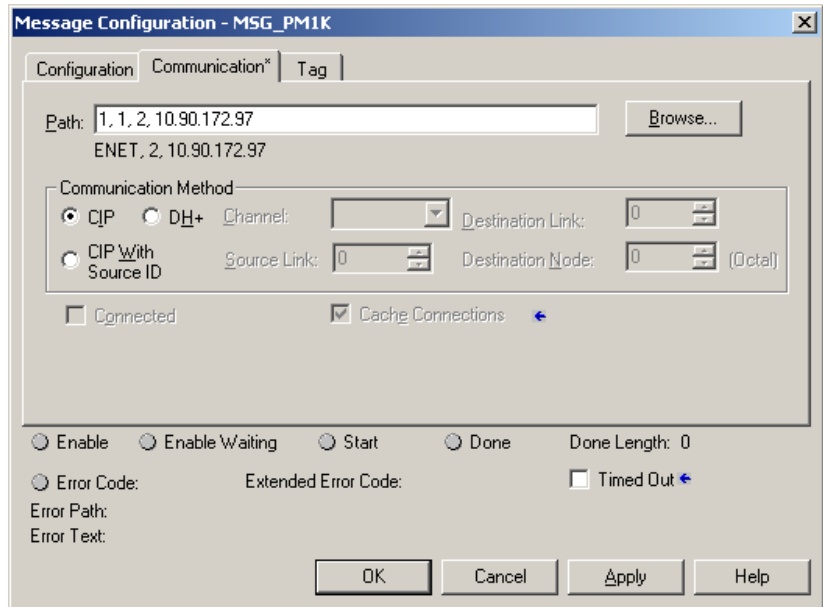 Message Configuration - MSG_PM1K
Configuration Communication* Tag
Path: 1, 1, 2, 10.90.172.97 Browse...
ENET, 2, 10.90.172.97
Communication Method
CIP DH+ Channel: Destination Link: 0
CIP With Source ID Source Link: 0 Destination Node: 0 (Octal)
Connected Cache Connections
Enable Enable Waiting Start Done Done Length: 0
Error Code: Extended Error Code: Timed Out
Error Path:
Error Text:
OK Cancel Apply Help